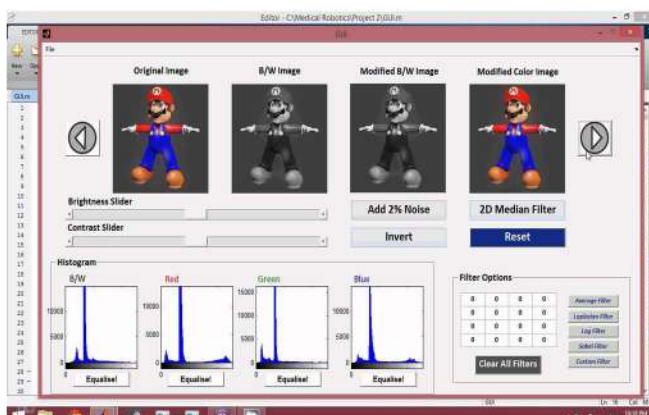 Editor - C:\Medical Robotics\Project 2\GUI.m
GUI
File
Original Image
B/W Image
Modified B/W Image
Modified Color Image
Brightness Slider
Contrast Slider
Add 2% Noise
2D Median Filter
Invert
Reset
Histogram
B/W
Red
Green
Blue
10000
5000
0
10000
5000
0
15000
10000
5000
0
10000
5000
0
0
0
0
0
Equalise!
Equalise!
Equalise!
Equalise!
Filter Options
0 0 0 0
0 0 0 0
0 0 0 0
0 0 0 0
Average Filter
Laplacian Filter
Log Filter
Sobel Filter
Custom Filter
Clear All Filters